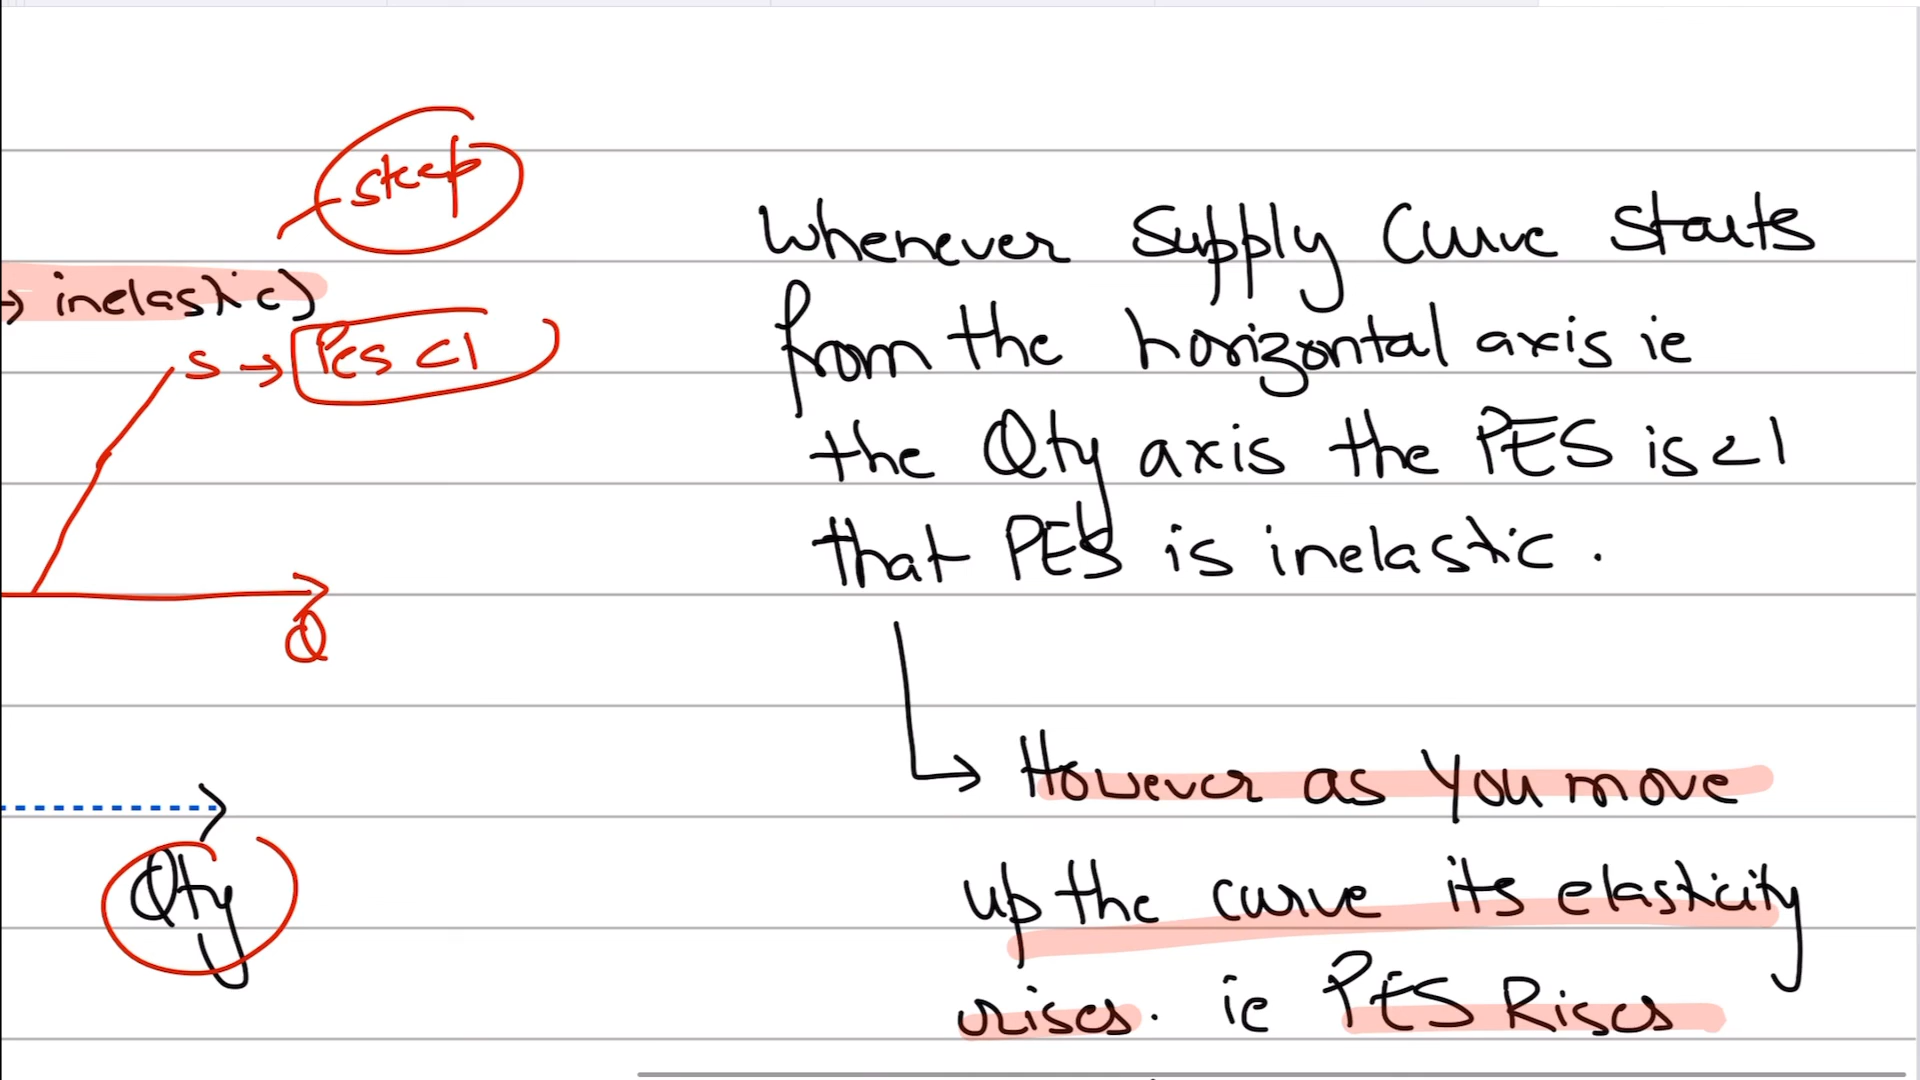 steep
→ inelastic)
S → Pes <1
Q
Qty
Whenever Supply Curve starts
from the horizontal axis ie
the Qty axis the PES is <1
that PES is inelastic.
↳ However as you move
up the curve its elasticity
rises. ie PES Rises